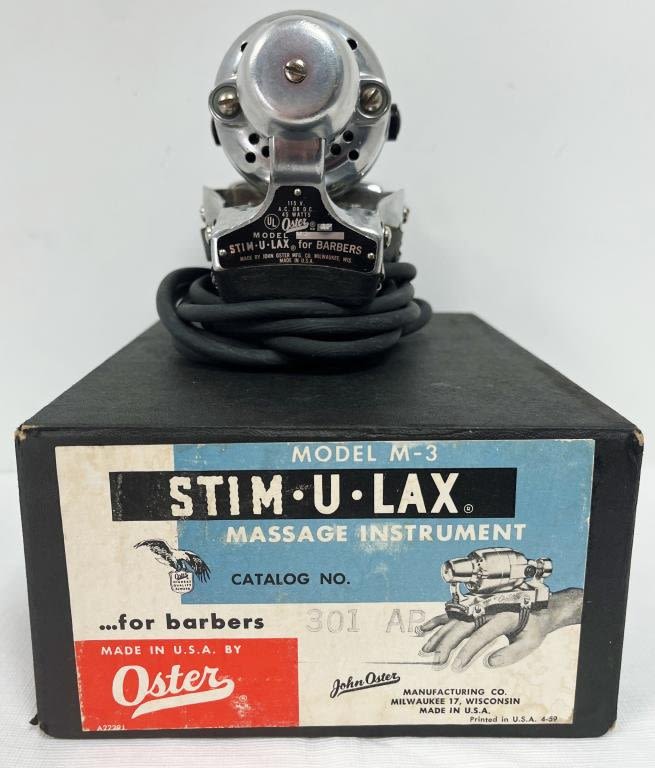 115 V.
A.C. OR D.C.
45 WATTS
UL Oster
MODEL
STIM·U·LAX® for BARBERS
MADE BY JOHN OSTER MFG. CO. MILWAUKEE, WIS.
MADE IN U.S.A.
MODEL M-3
STIM·U·LAX®
MASSAGE INSTRUMENT
CATALOG NO.
...for barbers
301 AP
MADE IN U.S.A. BY
Oster®
John Oster
MANUFACTURING CO.
MILWAUKEE 17, WISCONSIN
MADE IN U.S.A.
Printed in U.S.A. 4-59